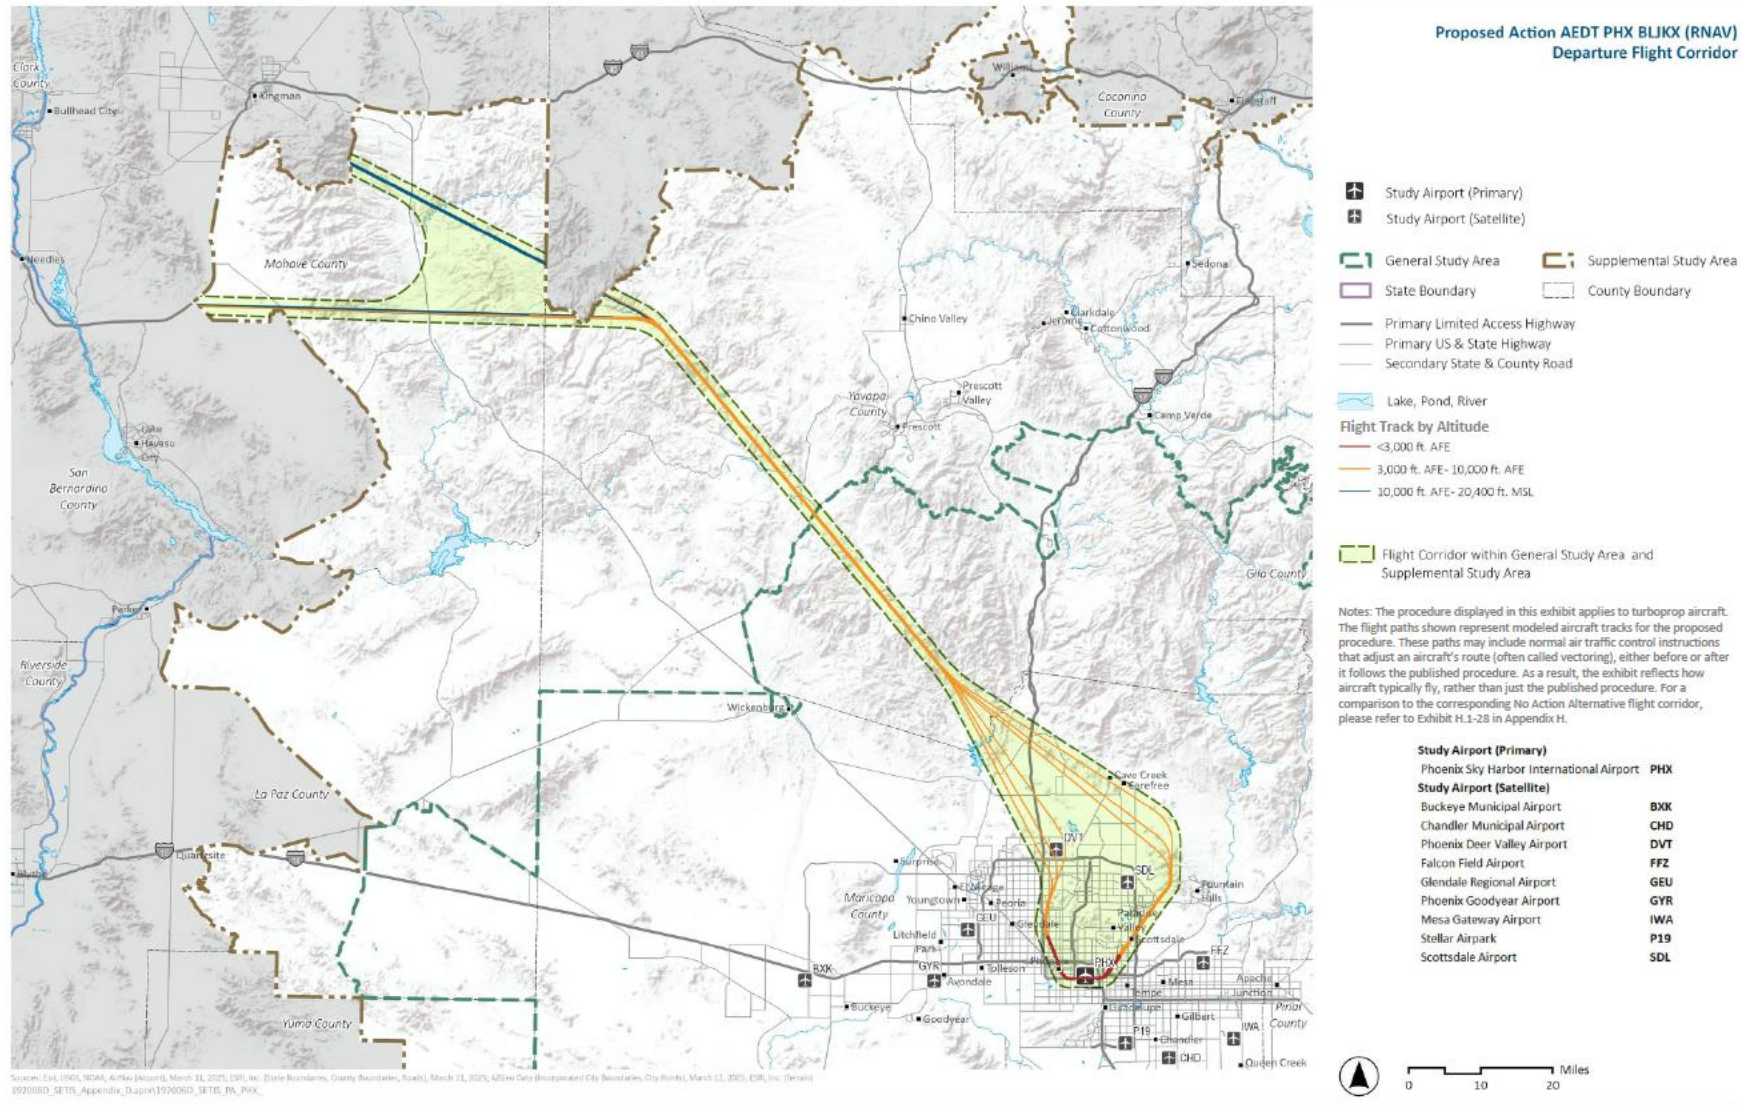 Proposed Action AEDT PHX BLJKX (RNAV)
Departure Flight Corridor
Clark
County
Bullhead City
Kingman
Williams
Coconino
County
Flagstaff
Needles
Mohave County
Sedona
Chino Valley
Clarkdale
Jerome
Cottonwood
Prescott
Valley
Yavapai
County
Prescott
Camp Verde
Lake
Havasu
City
San
Bernardino
County
Gila County
Parker
Riverside
County
Wickenburg
La Paz County
Cave Creek
Carefree
Quartzsite
Blythe
DVT
Surprise
SDL
El Mirage
Fountain
Hills
Maricopa
County
Youngtown
Peoria
GEU
Glendale
Paradise
Valley
Litchfield
Park
Scottsdale
FFZ
BXK
GYR
Tolleson
PHX
Avondale
Tempe
Mesa
Apache
Junction
Buckeye
Goodyear
Guadalupe
Gilbert
Pinal
County
Yuma County
P19
Chandler
IWA
CHD
Queen Creek
Study Airport (Primary)
Study Airport (Satellite)
General Study Area
Supplemental Study Area
State Boundary
County Boundary
Primary Limited Access Highway
Primary US & State Highway
Secondary State & County Road
Lake, Pond, River
Flight Track by Altitude
<3,000 ft. AFE
3,000 ft. AFE- 10,000 ft. AFE
10,000 ft. AFE- 20,400 ft. MSL
Flight Corridor within General Study Area and
Supplemental Study Area
Notes: The procedure displayed in this exhibit applies to turboprop aircraft.
The flight paths shown represent modeled aircraft tracks for the proposed
procedure. These paths may include normal air traffic control instructions
that adjust an aircraft's route (often called vectoring), either before or after
it follows the published procedure. As a result, the exhibit reflects how
aircraft typically fly, rather than just the published procedure. For a
comparison to the corresponding No Action Alternative flight corridor,
please refer to Exhibit H.1-28 in Appendix H.
Study Airport (Primary)
Phoenix Sky Harbor International Airport PHX
Study Airport (Satellite)
Buckeye Municipal Airport BXK
Chandler Municipal Airport CHD
Phoenix Deer Valley Airport DVT
Falcon Field Airport FFZ
Glendale Regional Airport GEU
Phoenix Goodyear Airport GYR
Mesa Gateway Airport IWA
Stellar Airpark P19
Scottsdale Airport SDL
Miles
0 10 20